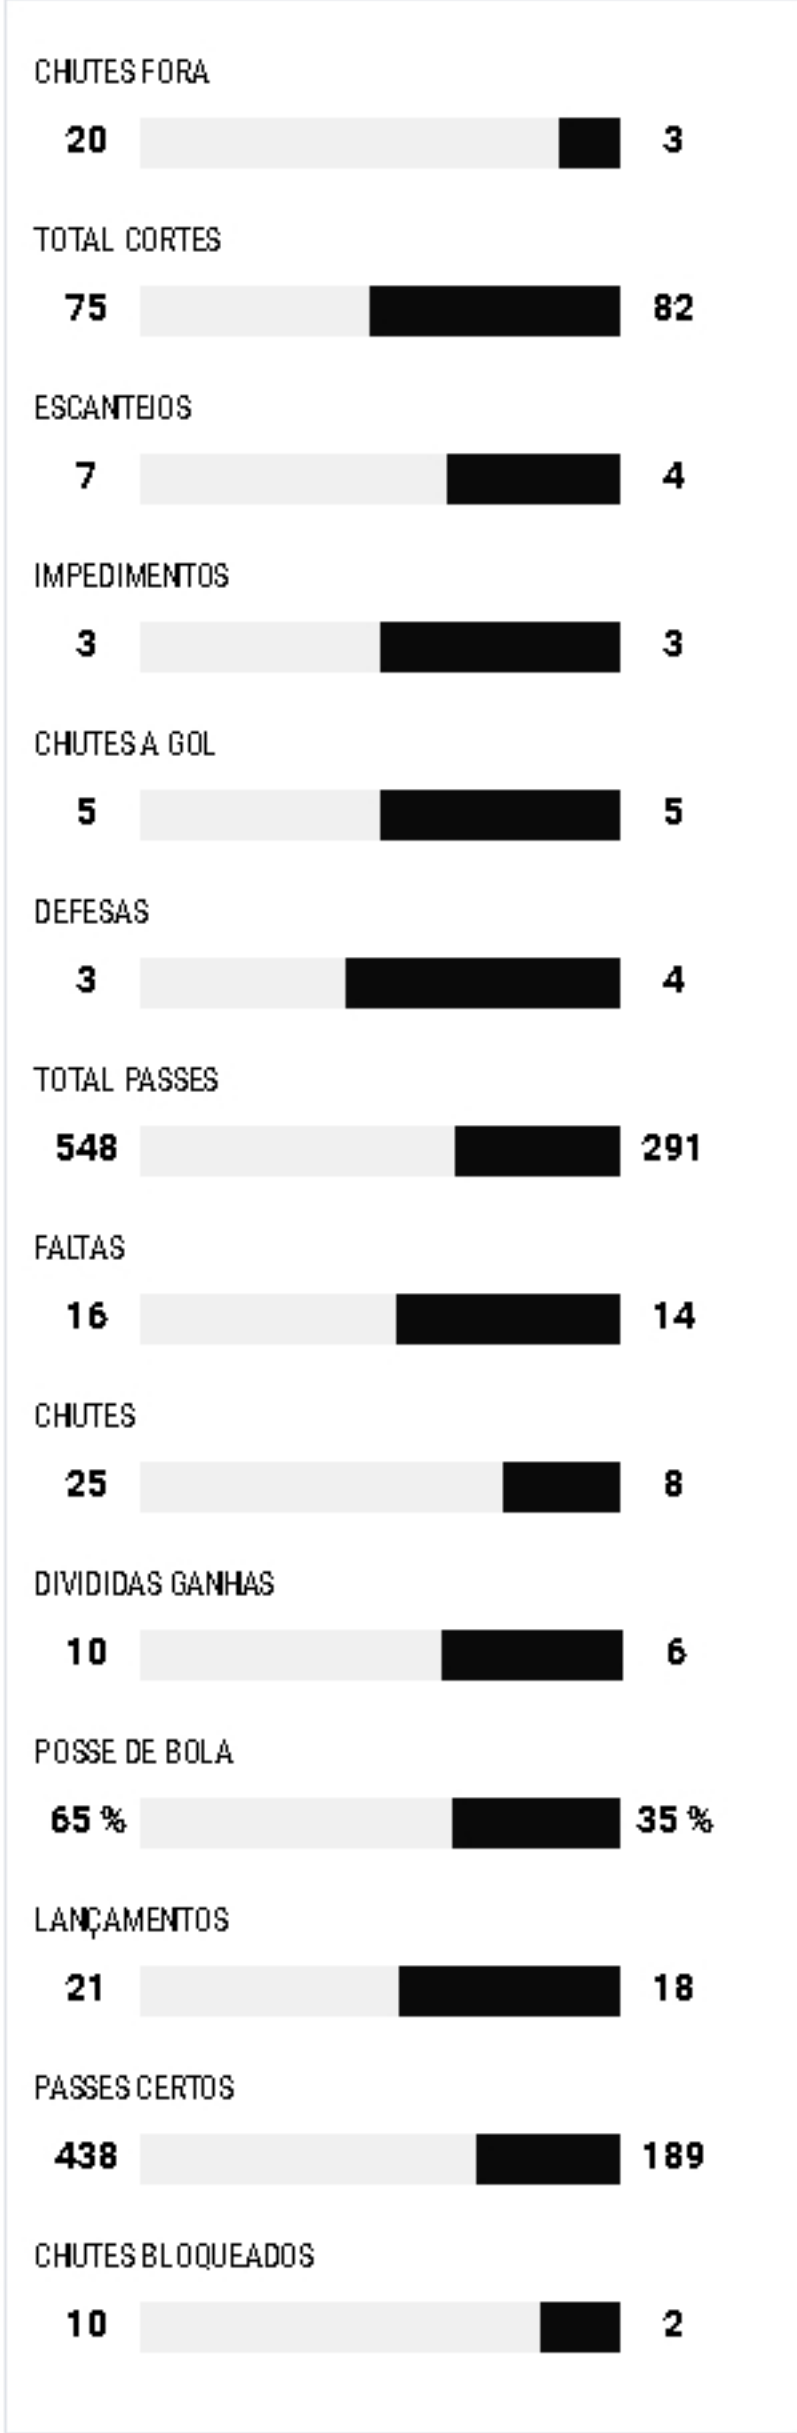 CHUTES FORA
20 3
TOTAL CORTES
75 82
ESCANTEIOS
7 4
IMPEDIMENTOS
3 3
CHUTES A GOL
5 5
DEFESAS
3 4
TOTAL PASSES
548 291
FALTAS
16 14
CHUTES
25 8
DIVIDIDAS GANHAS
10 6
POSSE DE BOLA
65 % 35 %
LANÇAMENTOS
21 18
PASSES CERTOS
438 189
CHUTES BLOQUEADOS
10 2